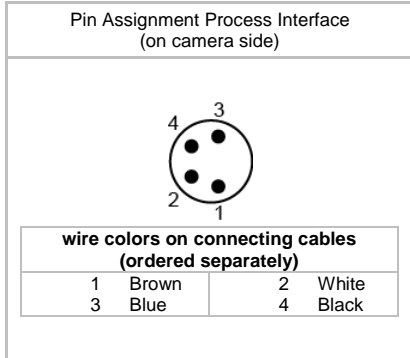 Pin Assignment Process Interface
(on camera side)
3
4
2
1
wire colors on connecting cables
(ordered separately)
1 Brown 2 White
3 Blue 4 Black